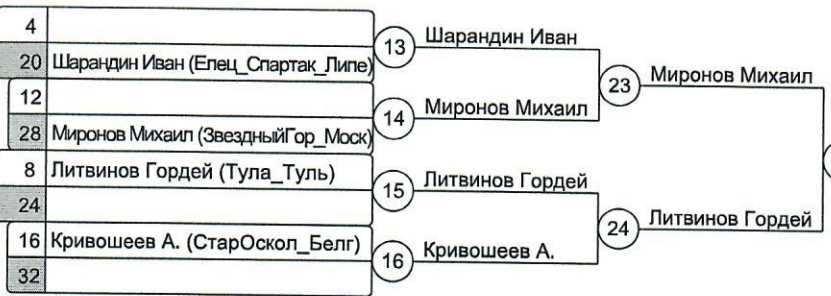 4
20 Шарандин Иван (Елец_Спартак_Липе)
13 Шарандин Иван
12
28 Миронов Михаил (ЗвездныйГор_Моск)
14 Миронов Михаил
23 Миронов Михаил
8 Литвинов Гордей (Тула_Туль)
24
15 Литвинов Гордей
16 Кривошеев А. (СтарОскол_Белг)
32
16 Кривошеев А.
24 Литвинов Гордей